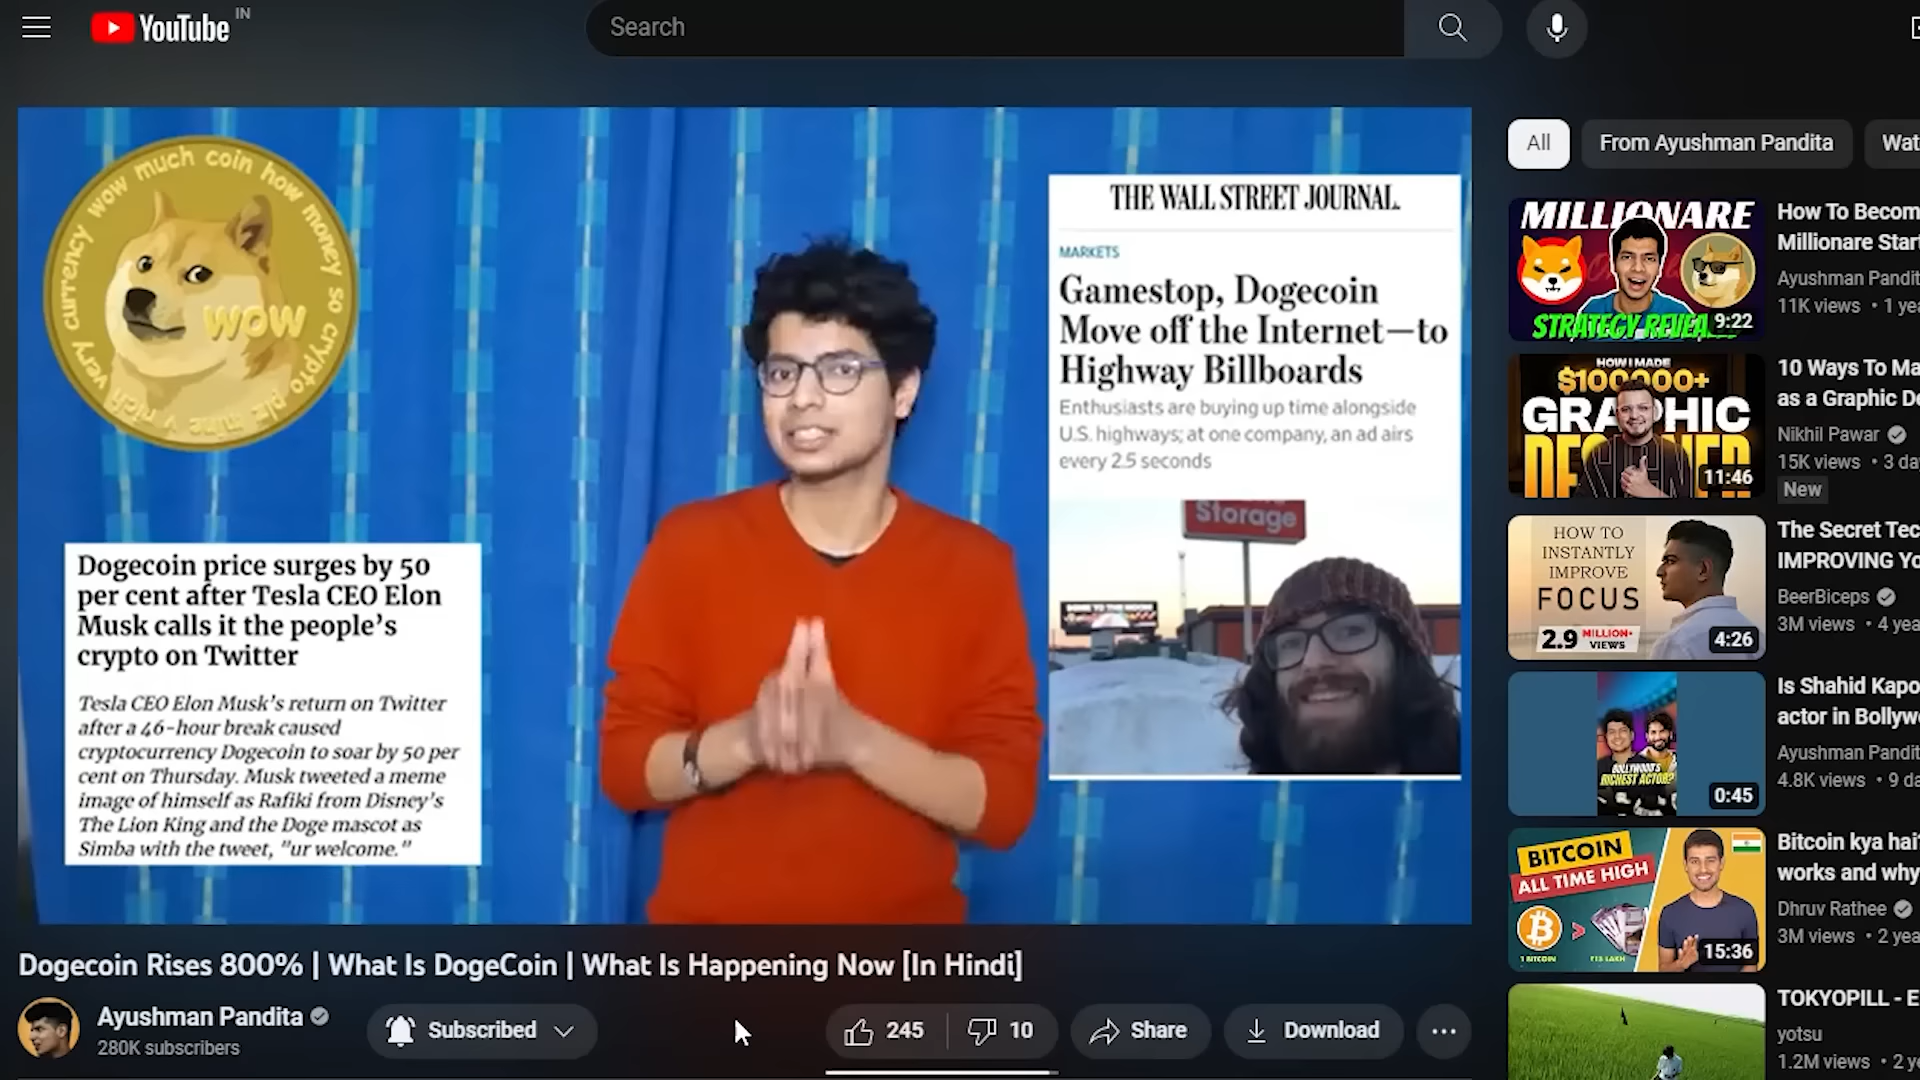 YouTube IN
Search
All
From Ayushman Pandita
Wat
very currency wow much coin how money so crypto plz mine v rich
wow
THE WALL STREET JOURNAL.
MARKETS
Gamestop, Dogecoin
Move off the Internet—to
Highway Billboards
Enthusiasts are buying up time alongside
U.S. highways; at one company, an ad airs
every 2.5 seconds
Storage
Dogecoin price surges by 50
per cent after Tesla CEO Elon
Musk calls it the people's
crypto on Twitter
Tesla CEO Elon Musk's return on Twitter
after a 46-hour break caused
cryptocurrency Dogecoin to soar by 50 per
cent on Thursday. Musk tweeted a meme
image of himself as Rafiki from Disney's
The Lion King and the Doge mascot as
Simba with the tweet, "ur welcome."
Dogecoin Rises 800% | What Is DogeCoin | What Is Happening Now [In Hindi]
Ayushman Pandita
280K subscribers
Subscribed
245
10
Share
Download
MILLIONARE
STRATEGY REVEA
9:22
How To Becom
Millionare Star
Ayushman Pandit
11K views • 1 yea
HOW I MADE
$100000+
GRAPHIC
11:46
10 Ways To Ma
as a Graphic De
Nikhil Pawar
15K views • 3 da
New
HOW TO
INSTANTLY
IMPROVE
FOCUS
2.9 MILLION+
VIEWS
4:26
The Secret Tec
IMPROVING Yo
BeerBiceps
3M views • 4 yea
BOLLYWOOD'S
RICHEST ACTOR?
0:45
Is Shahid Kapo
actor in Bollyw
Ayushman Pandit
4.8K views • 9 da
BITCOIN
ALL TIME HIGH
1 BITCOIN
₹15 LAKH
15:36
Bitcoin kya hai?
works and why
Dhruv Rathee
3M views • 2 yea
TOKYOPILL - E
yotsu
1.2M views • 2 y